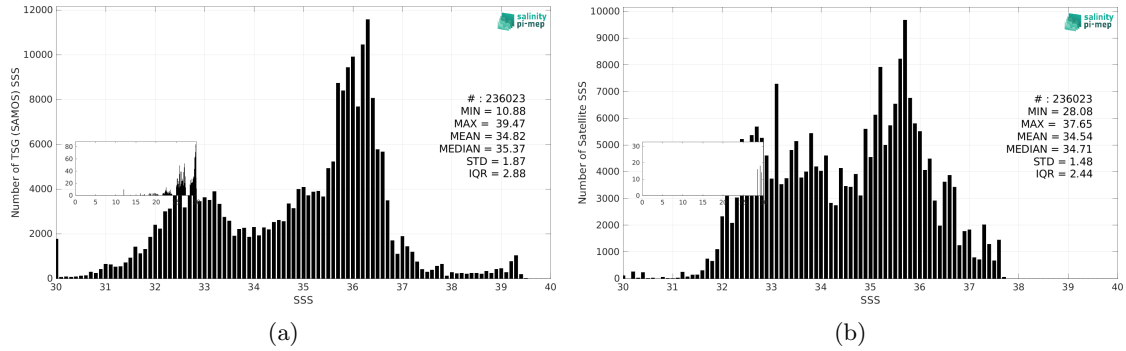 salinity
pi-mep
12000
10000
8000
6000
4000
2000
0
Number of TSG (SAMOS) SSS
# : 236023
MIN = 10.88
MAX = 39.47
MEAN = 34.82
MEDIAN = 35.37
STD = 1.87
IQR = 2.88
80
60
40
20
0
0 5 10 15 20 25 30
30 31 32 33 34 35 36 37 38 39 40
SSS
(a)
salinity
pi-mep
10000
9000
8000
7000
6000
5000
4000
3000
2000
1000
0
Number of Satellite SSS
# : 236023
MIN = 28.08
MAX = 37.65
MEAN = 34.54
MEDIAN = 34.71
STD = 1.48
IQR = 2.44
30
20
10
0
0 5 10 15 20 25 30
30 31 32 33 34 35 36 37 38 39 40
SSS
(b)